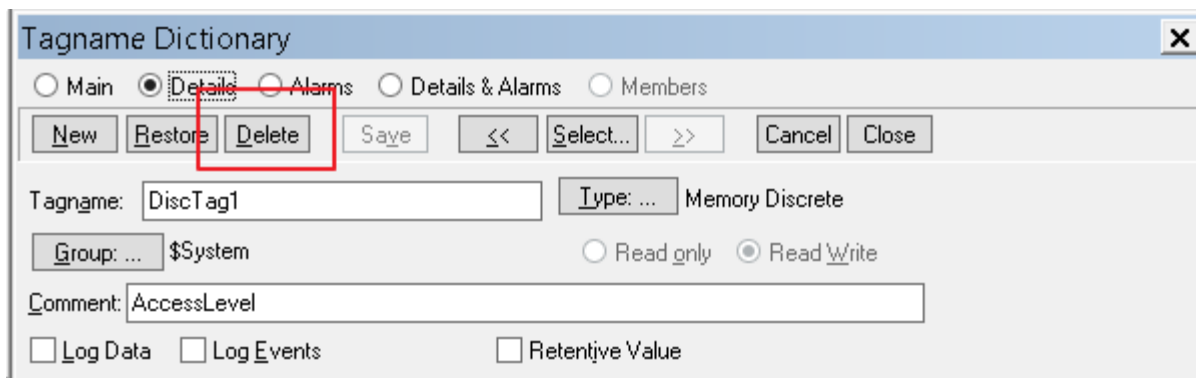 Tagname Dictionary
Main Details Alarms Details & Alarms Members
New Restore Delete Save << Select... >> Cancel Close
Tagname: DiscTag1 Type: ... Memory Discrete
Group: ... $System Read only Read Write
Comment: AccessLevel
Log Data Log Events Retentive Value